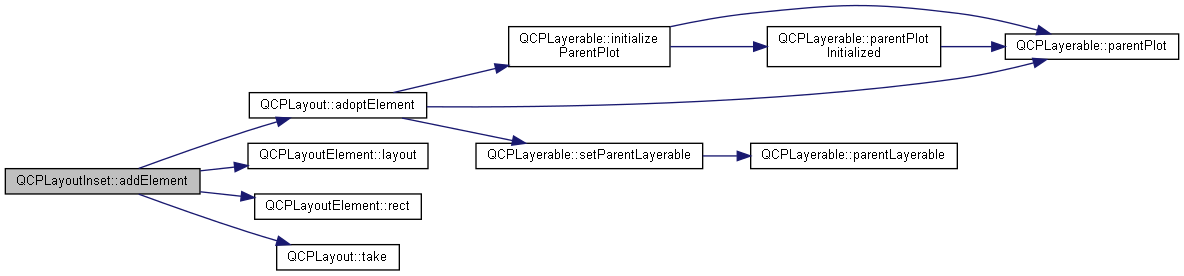 QCPLayerable::initialize
ParentPlot
QCPLayerable::parentPlot
Initialized
QCPLayerable::parentPlot
QCPLayout::adoptElement
QCPLayoutElement::layout
QCPLayerable::setParentLayerable
QCPLayerable::parentLayerable
QCPLayoutInset::addElement
QCPLayoutElement::rect
QCPLayout::take